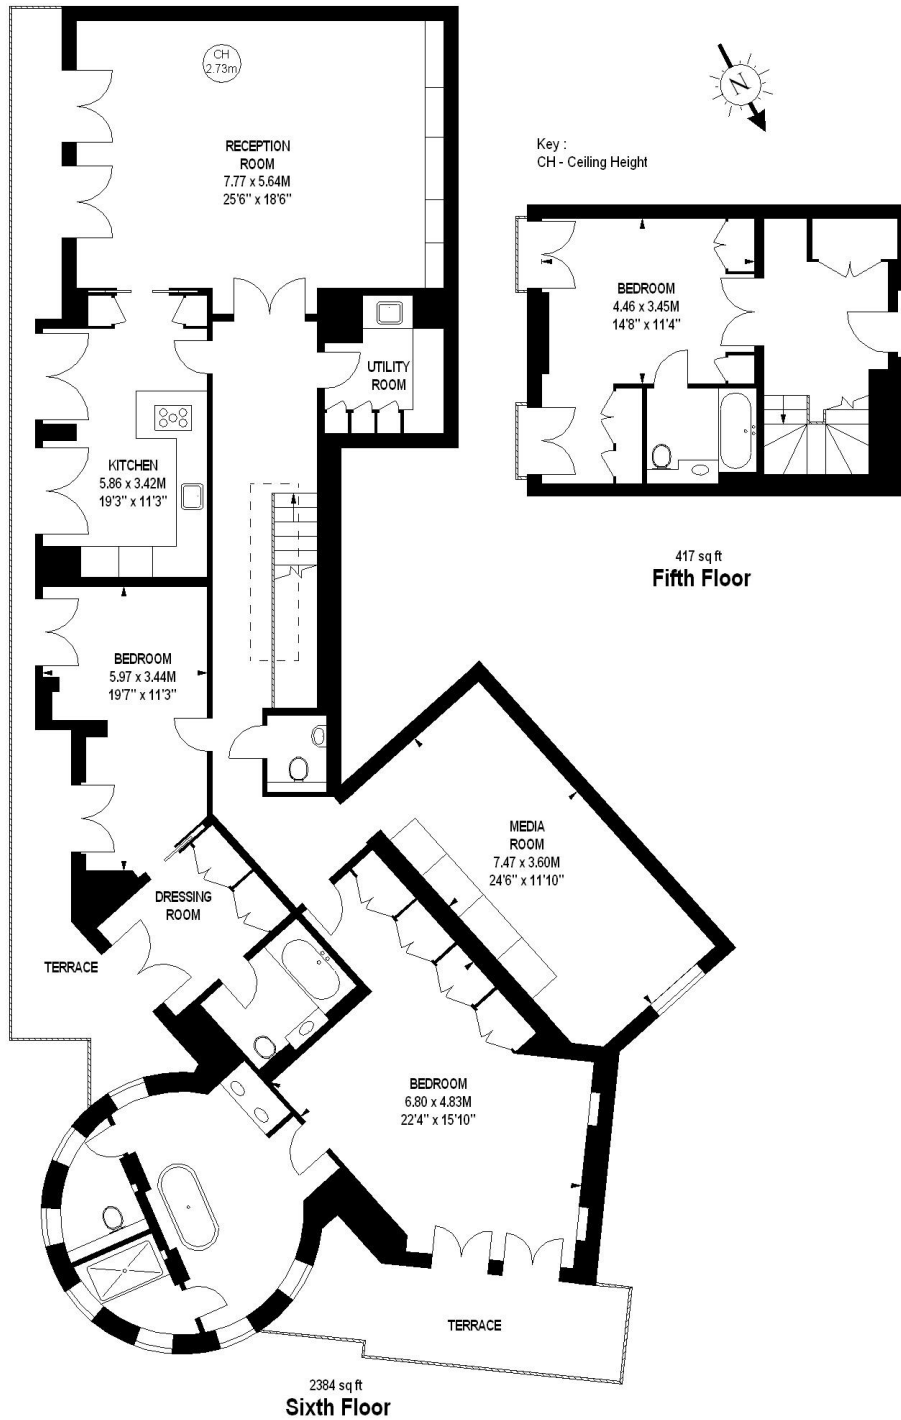 CH
2.73m
RECEPTION
ROOM
7.77 x 5.64M
25'6" x 18'6"
N
Key :
CH - Ceiling Height
BEDROOM
4.46 x 3.45M
14'8" x 11'4"
UTILITY
ROOM
KITCHEN
5.86 x 3.42M
19'3" x 11'3"
417 sq ft
Fifth Floor
BEDROOM
5.97 x 3.44M
19'7" x 11'3"
MEDIA
ROOM
7.47 x 3.60M
24'6" x 11'10"
DRESSING
ROOM
TERRACE
BEDROOM
6.80 x 4.83M
22'4" x 15'10"
TERRACE
2384 sq ft
Sixth Floor